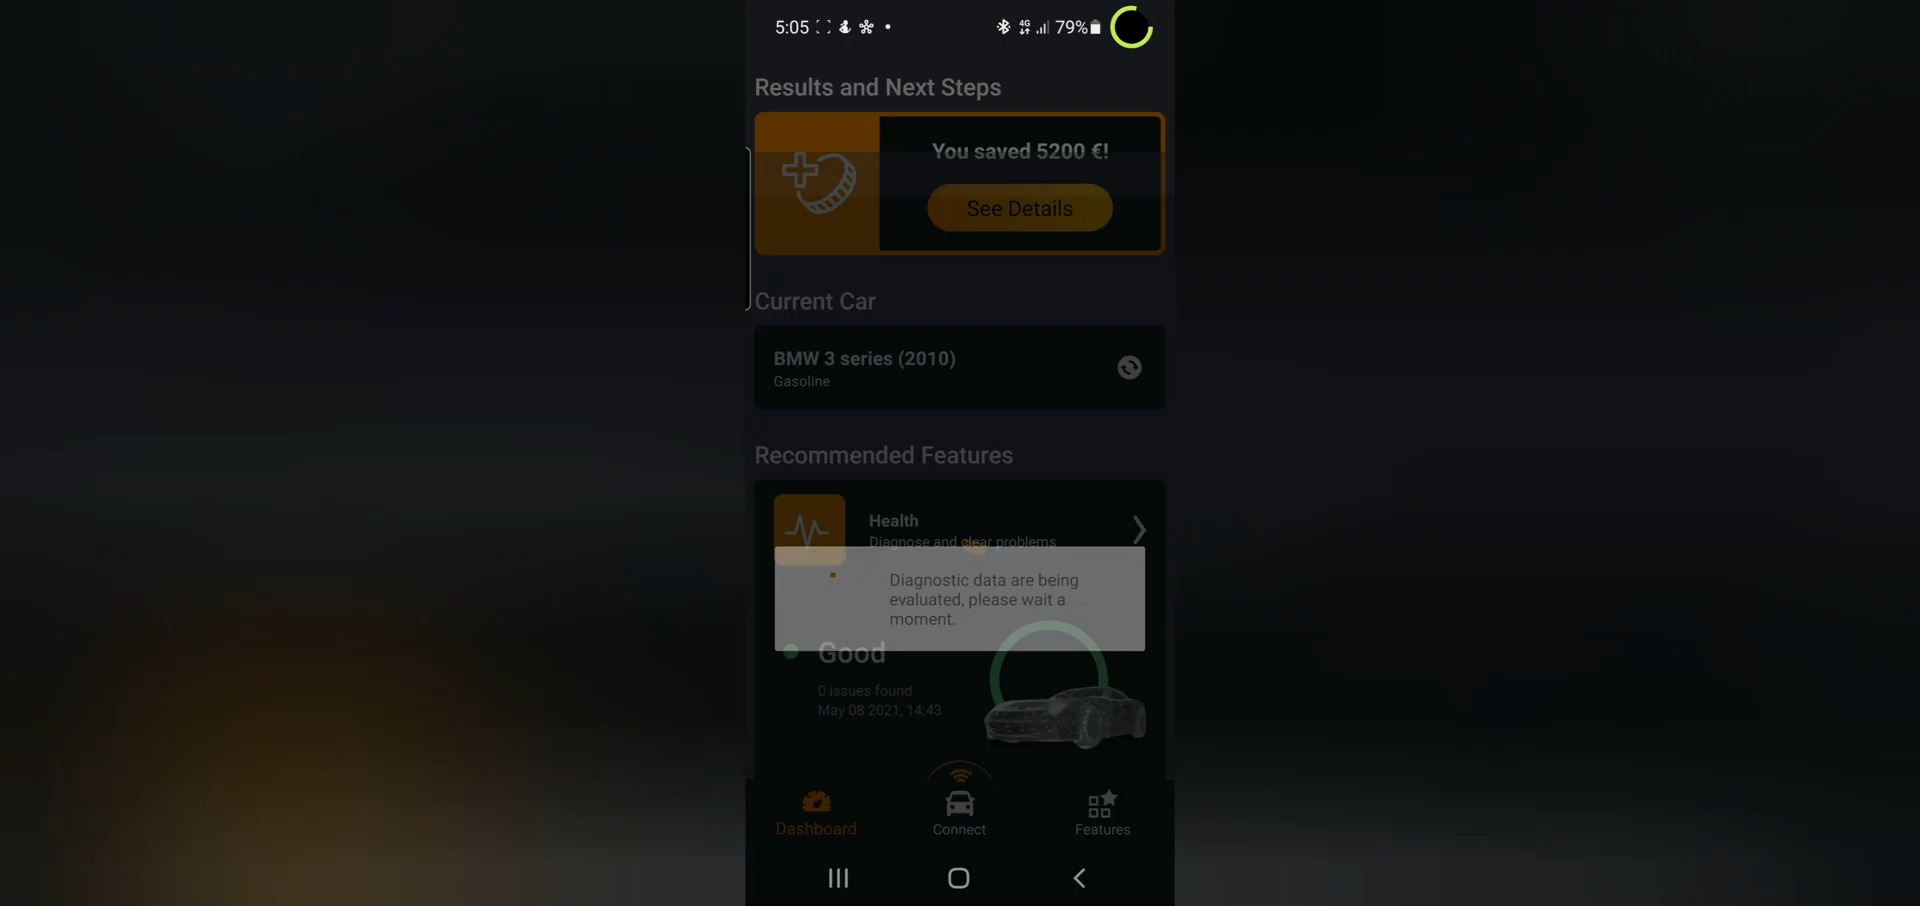 5:05
4G 79%
Results and Next Steps
You saved 5200 €!
See Details
Current Car
BMW 3 series (2010)
Gasoline
Recommended Features
Health
Diagnose and clear problems
Diagnostic data are being
evaluated, please wait a
moment.
Good
0 issues found
May 08 2021, 14:43
Dashboard
Connect
Features